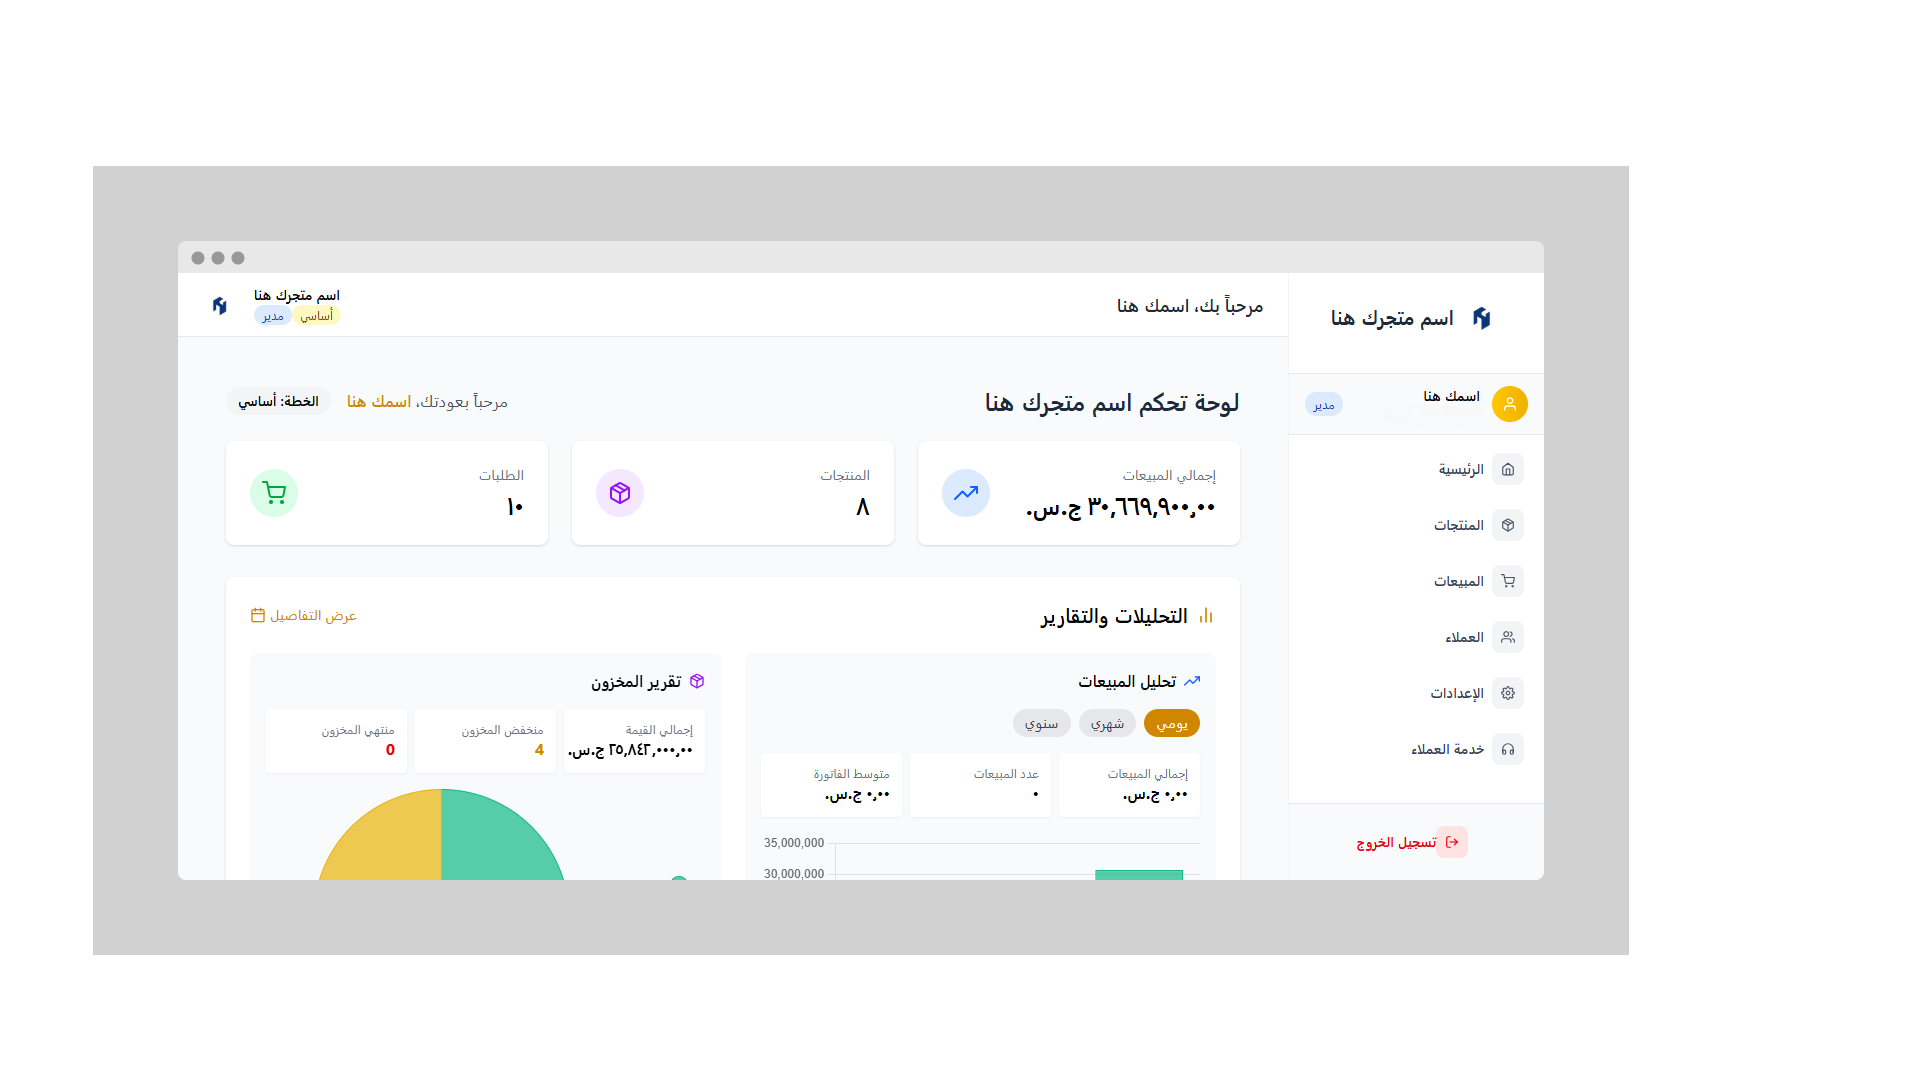 اسم متجرك هنا
اسمك هنا
مدير
الرئيسية
المنتجات
المبيعات
العملاء
الإعدادات
خدمة العملاء
تسجيل الخروج
مرحباً بك، اسمك هنا
اسم متجرك هنا
أساسي
مدير
لوحة تحكم اسم متجرك هنا
مرحباً بعودتك، اسمك هنا
الخطة: أساسي
إجمالي المبيعات
٣٠,٦٦٩,٩٠٠٫٠٠ ج.س.
المنتجات
٨
الطلبات
١٠
التحليلات والتقارير
عرض التفاصيل
تحليل المبيعات
يومي
شهري
سنوي
إجمالي المبيعات
٠٫٠٠ ج.س.
عدد المبيعات
٠
متوسط الفاتورة
٠٫٠٠ ج.س.
35,000,000
30,000,000
تقرير المخزون
إجمالي القيمة
٢٥,٨٤٢,٠٠٠٫٠٠ ج.س.
منخفض المخزون
4
منتهي المخزون
0